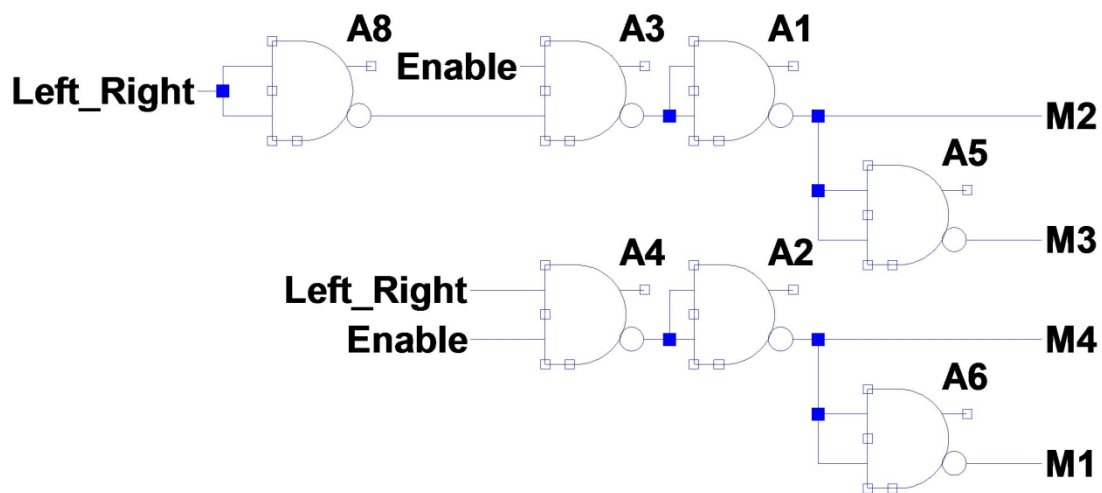 A8
A3
A1
Enable
Left_Right
M2
A5
M3
A4
A2
Left_Right
Enable
M4
A6
M1